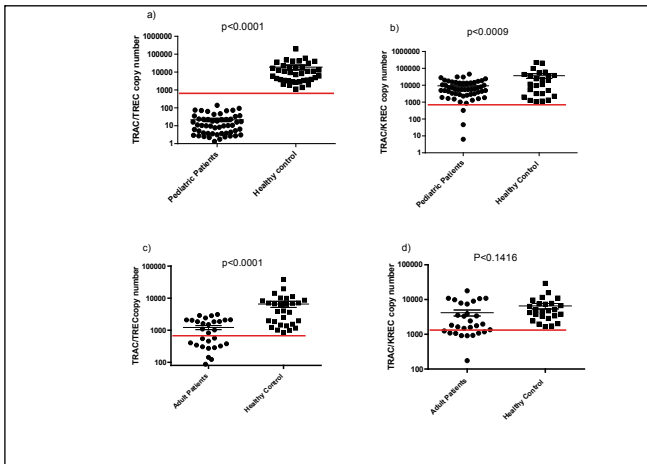 a)
p<0.0001
TRAC/TREC copy number
1000000
100000
10000
1000
100
10
1
Pediatric Patients
Healthy control
b)
p<0.0009
TRAC/KREC copy number
1000000
100000
10000
1000
100
10
1
Pediatric Patients
Healthy Control
c)
p<0.0001
TRAC/TRECcopy number
100000
10000
1000
100
Adult Patients
Healthy Control
d)
P<0.1416
TRAC/KREC copy number
100000
10000
1000
100
Adult Patients
Healthy Control